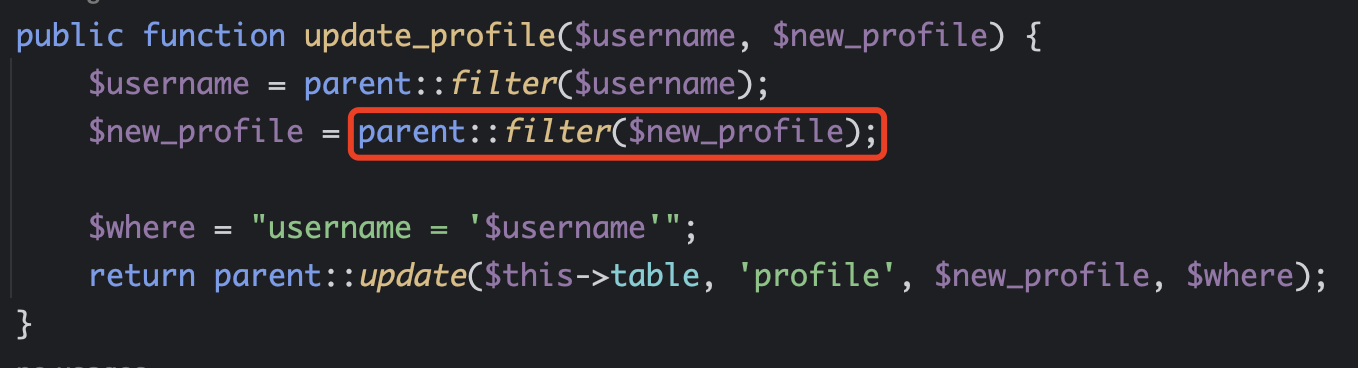 public function update_profile($username, $new_profile) {
$username = parent::filter($username);
$new_profile = parent::filter($new_profile);
$where = "username = '$username'";
return parent::update($this->table, 'profile', $new_profile, $where);
}